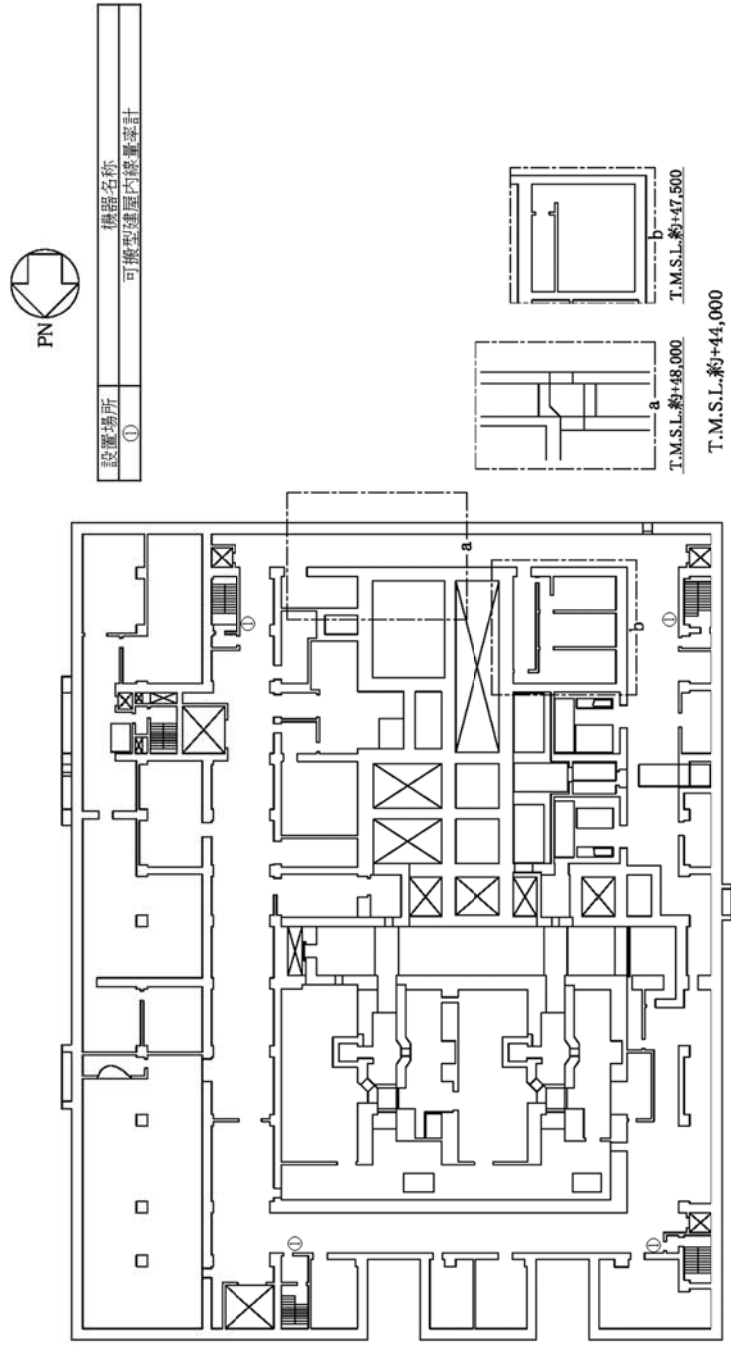 PN
設置場所 機器名称
① 可搬型建屋内線量率計
①
①
①
①
a
b
a
T.M.S.L.約+48,000
b
T.M.S.L.約+47,500
T.M.S.L.約+44,000